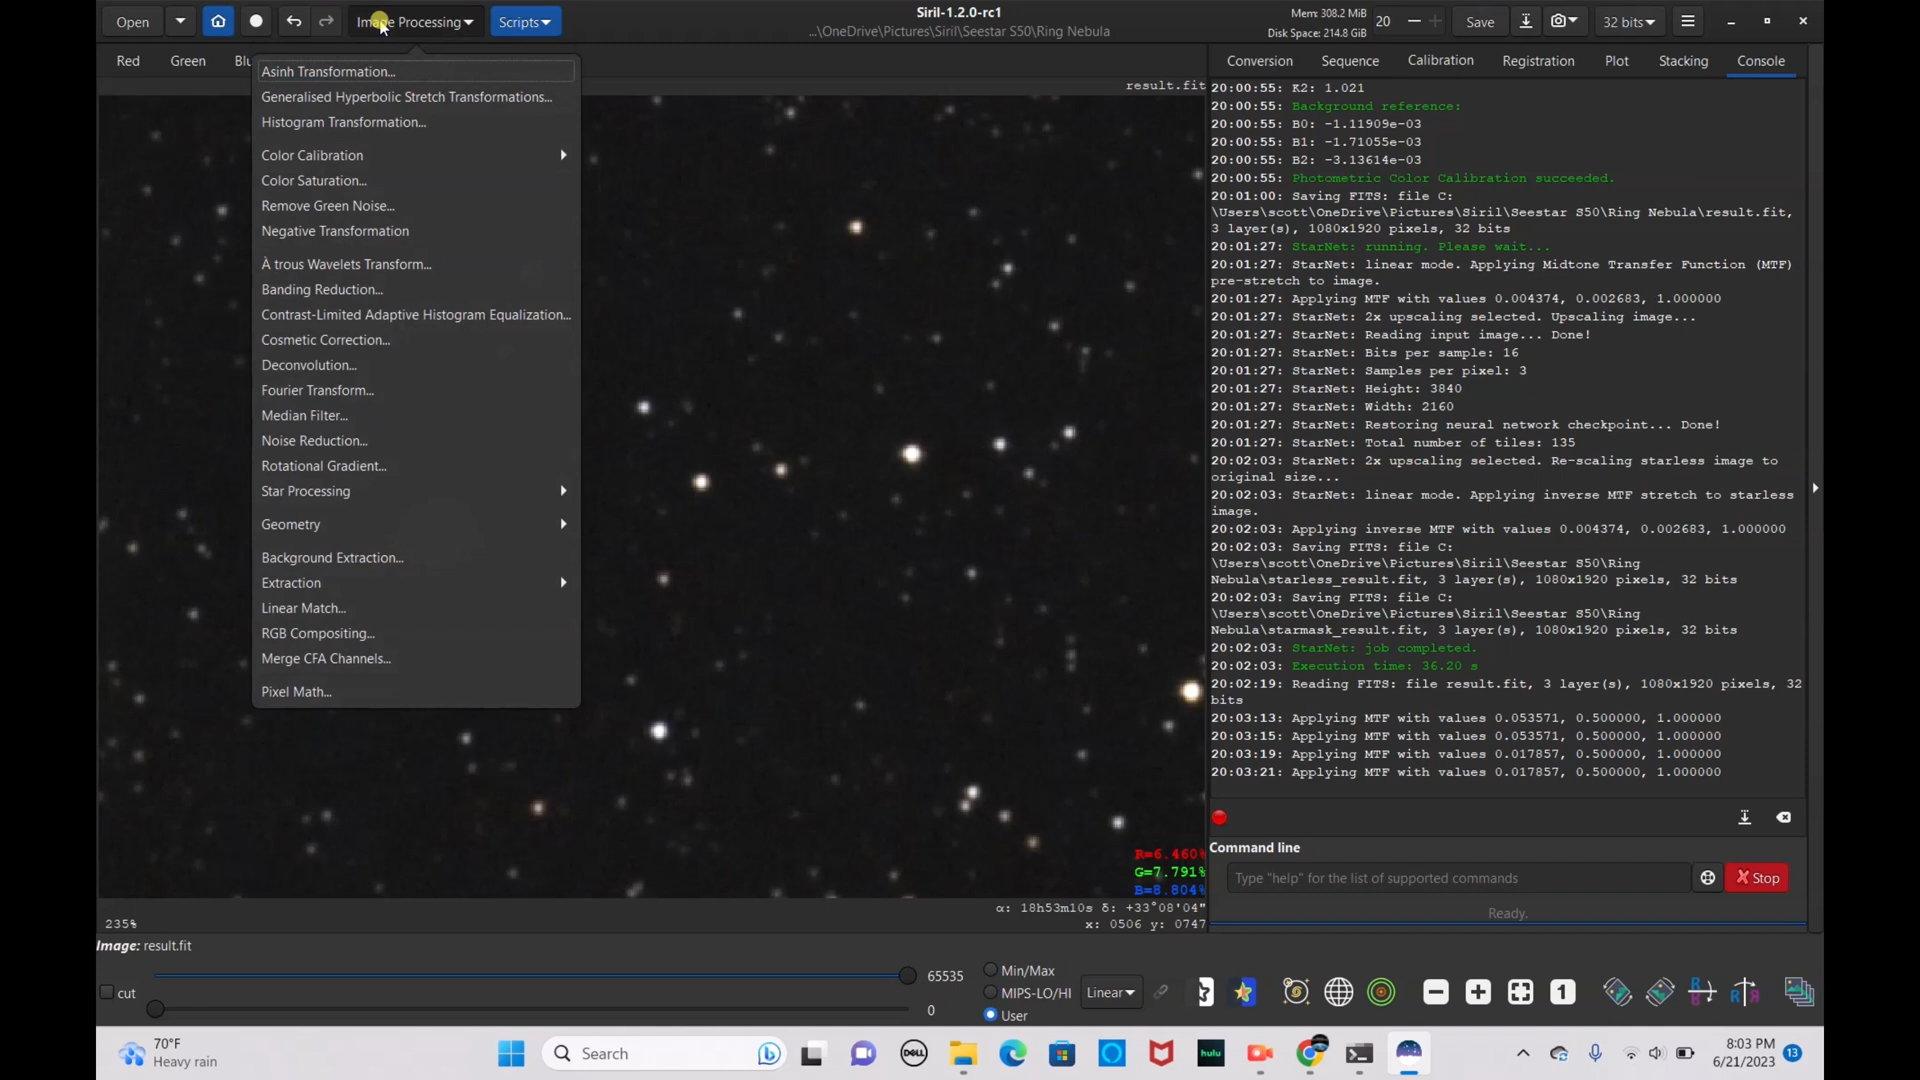 Open
Image Processing
Scripts
Siril-1.2.0-rc1
...\OneDrive\Pictures\Siril\Seestar S50\Ring Nebula
Mem: 308.2 MiB
Disk Space: 214.8 GiB
20
Save
32 bits
Red
Green
Conversion
Sequence
Calibration
Registration
Plot
Stacking
Console
result.fit
Asinh Transformation...
Generalised Hyperbolic Stretch Transformations...
Histogram Transformation...
Color Calibration
Color Saturation...
Remove Green Noise...
Negative Transformation
À trous Wavelets Transform...
Banding Reduction...
Contrast-Limited Adaptive Histogram Equalization...
Cosmetic Correction...
Deconvolution...
Fourier Transform...
Median Filter...
Noise Reduction...
Rotational Gradient...
Star Processing
Geometry
Background Extraction...
Extraction
Linear Match...
RGB Compositing...
Merge CFA Channels...
Pixel Math...
20:00:55: K2: 1.021
20:00:55: Background reference:
20:00:55: B0: -1.11909e-03
20:00:55: B1: -1.71055e-03
20:00:55: B2: -3.13614e-03
20:00:55: Photometric Color Calibration succeeded.
20:01:00: Saving FITS: file C:
\Users\scott\OneDrive\Pictures\Siril\Seestar S50\Ring Nebula\result.fit,
3 layer(s), 1080x1920 pixels, 32 bits
20:01:27: StarNet: running. Please wait...
20:01:27: StarNet: linear mode. Applying Midtone Transfer Function (MTF)
pre-stretch to image.
20:01:27: Applying MTF with values 0.004374, 0.002683, 1.000000
20:01:27: StarNet: 2x upscaling selected. Upscaling image...
20:01:27: StarNet: Reading input image... Done!
20:01:27: StarNet: Bits per sample: 16
20:01:27: StarNet: Samples per pixel: 3
20:01:27: StarNet: Height: 3840
20:01:27: StarNet: Width: 2160
20:01:27: StarNet: Restoring neural network checkpoint... Done!
20:01:27: StarNet: Total number of tiles: 135
20:02:03: StarNet: 2x upscaling selected. Re-scaling starless image to
original size...
20:02:03: StarNet: linear mode. Applying inverse MTF stretch to starless
image.
20:02:03: Applying inverse MTF with values 0.004374, 0.002683, 1.000000
20:02:03: Saving FITS: file C:
\Users\scott\OneDrive\Pictures\Siril\Seestar S50\Ring
Nebula\starless_result.fit, 3 layer(s), 1080x1920 pixels, 32 bits
20:02:03: Saving FITS: file C:
\Users\scott\OneDrive\Pictures\Siril\Seestar S50\Ring
Nebula\starmask_result.fit, 3 layer(s), 1080x1920 pixels, 32 bits
20:02:03: StarNet: job completed.
20:02:03: Execution time: 36.20 s
20:02:19: Reading FITS: file result.fit, 3 layer(s), 1080x1920 pixels, 32
bits
20:03:13: Applying MTF with values 0.053571, 0.500000, 1.000000
20:03:15: Applying MTF with values 0.053571, 0.500000, 1.000000
20:03:19: Applying MTF with values 0.017857, 0.500000, 1.000000
20:03:21: Applying MTF with values 0.017857, 0.500000, 1.000000
Command line
Type "help" for the list of supported commands
Stop
Ready.
R=6.460%
G=7.791%
B=8.804%
α: 18h53m10s δ: +33°08'04"
x: 0506 y: 0747
235%
Image: result.fit
65535
cut
0
Min/Max
MIPS-LO/HI
User
Linear
1
R
R
R R
70°F
Heavy rain
Search
DELL
hulu
8:03 PM
6/21/2023
13